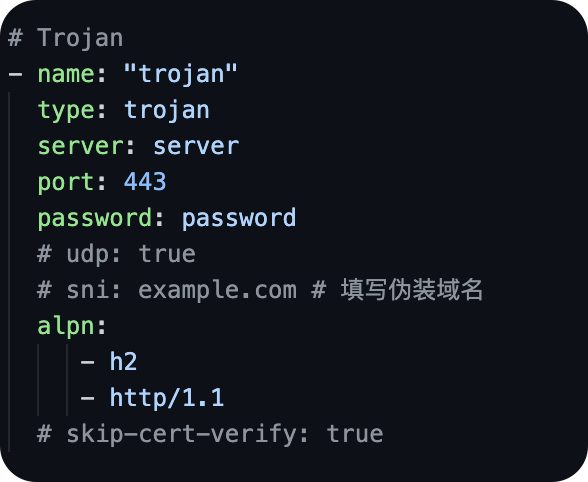 # Trojan
- name: "trojan"
  type: trojan
  server: server
  port: 443
  password: password
  # udp: true
  # sni: example.com # 填写伪装域名
  alpn:
     - h2
     - http/1.1
  # skip-cert-verify: true